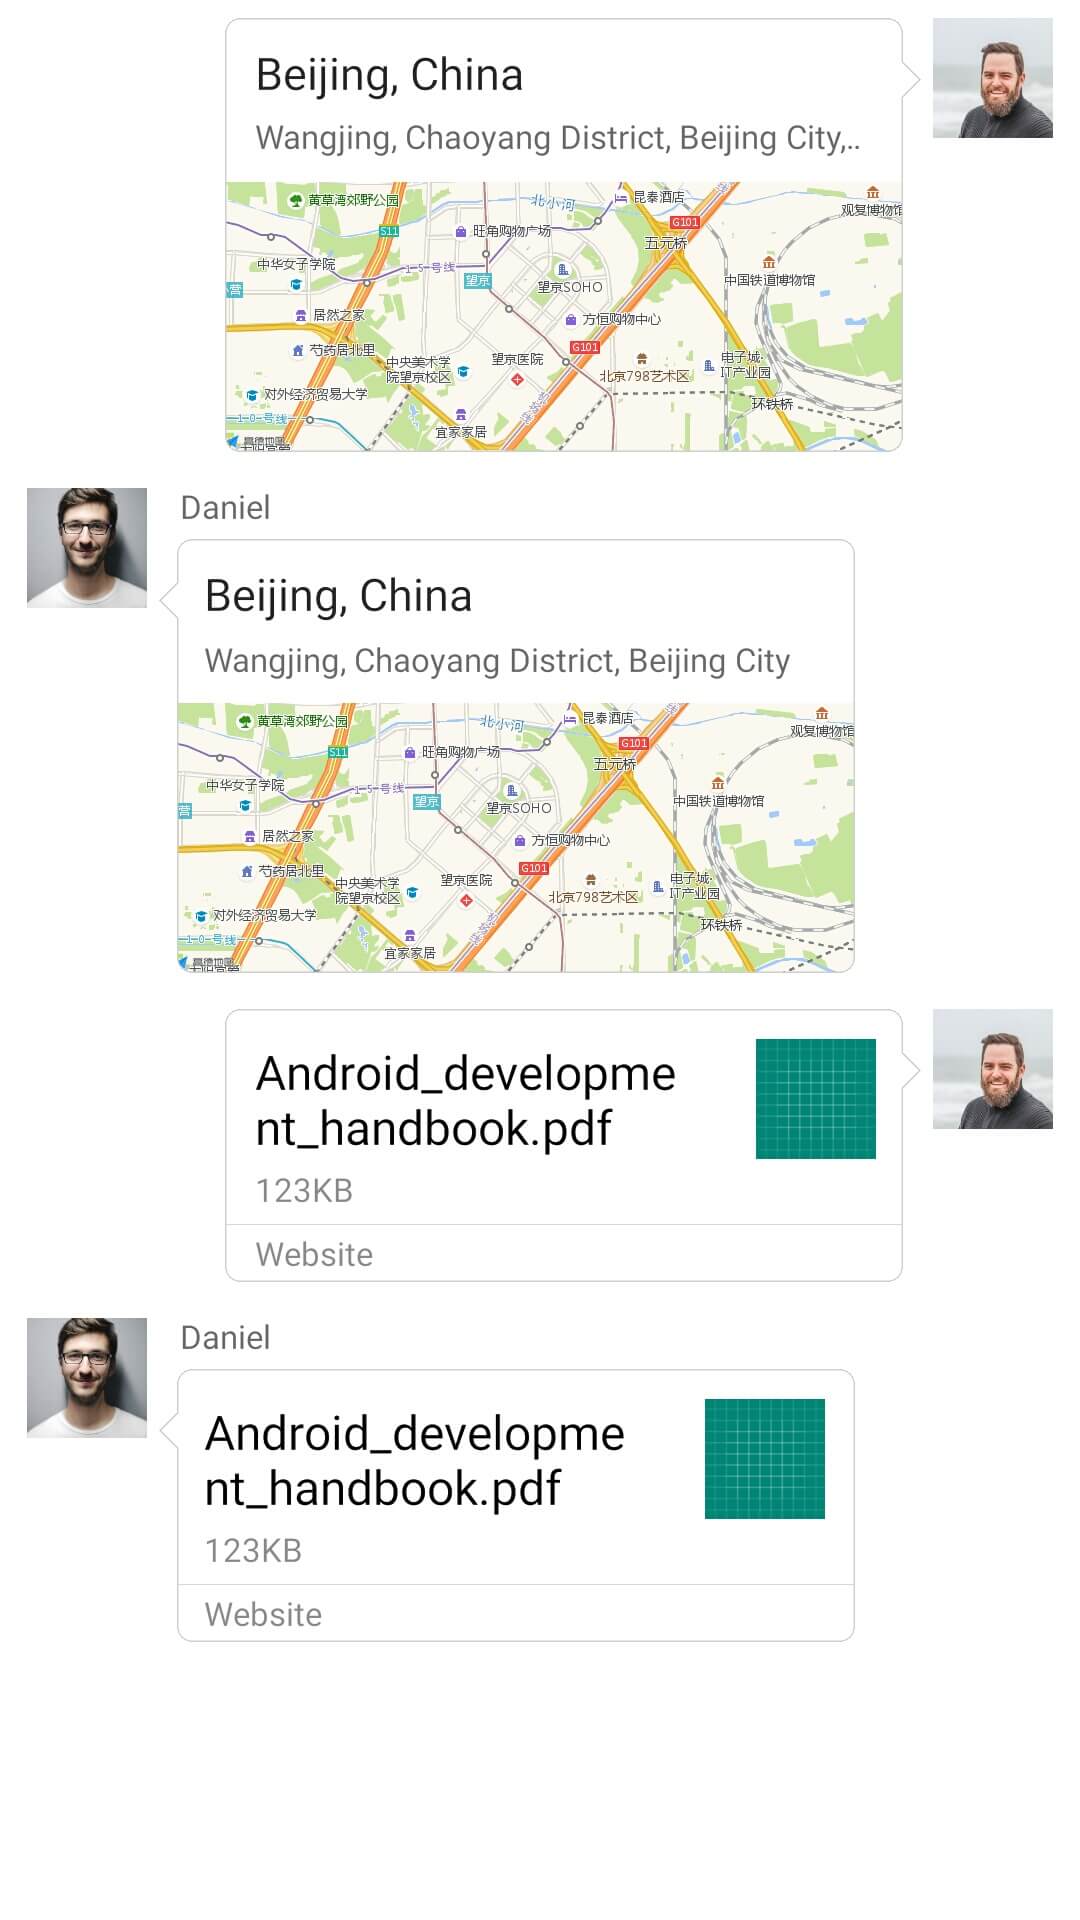 Beijing, China
Wangjing, Chaoyang District, Beijing City,..
黄草湾郊野公园
北小河
昆泰酒店
G101
观复博物馆
S11
旺角购物广场
五元桥
中华女子学院
15号线
望京
望京SOHO
中国铁道博物馆
营
居然之家
方恒购物中心
芍药居北里
G101
中央美术学
院望京校区
望京医院
北京798艺术区
电子城·
IT产业园
对外经济贸易大学
环铁桥
10号线
宜家家居
高德地图
Daniel
Beijing, China
Wangjing, Chaoyang District, Beijing City
黄草湾郊野公园
北小河
昆泰酒店
G101
观复博物馆
S11
旺角购物广场
五元桥
中华女子学院
15号线
望京
望京SOHO
中国铁道博物馆
营
居然之家
方恒购物中心
芍药居北里
G101
中央美术学
院望京校区
望京医院
北京798艺术区
电子城·
IT产业园
对外经济贸易大学
环铁桥
10号线
宜家家居
高德地图
Android_developme
nt_handbook.pdf
123KB
Website
Daniel
Android_developme
nt_handbook.pdf
123KB
Website